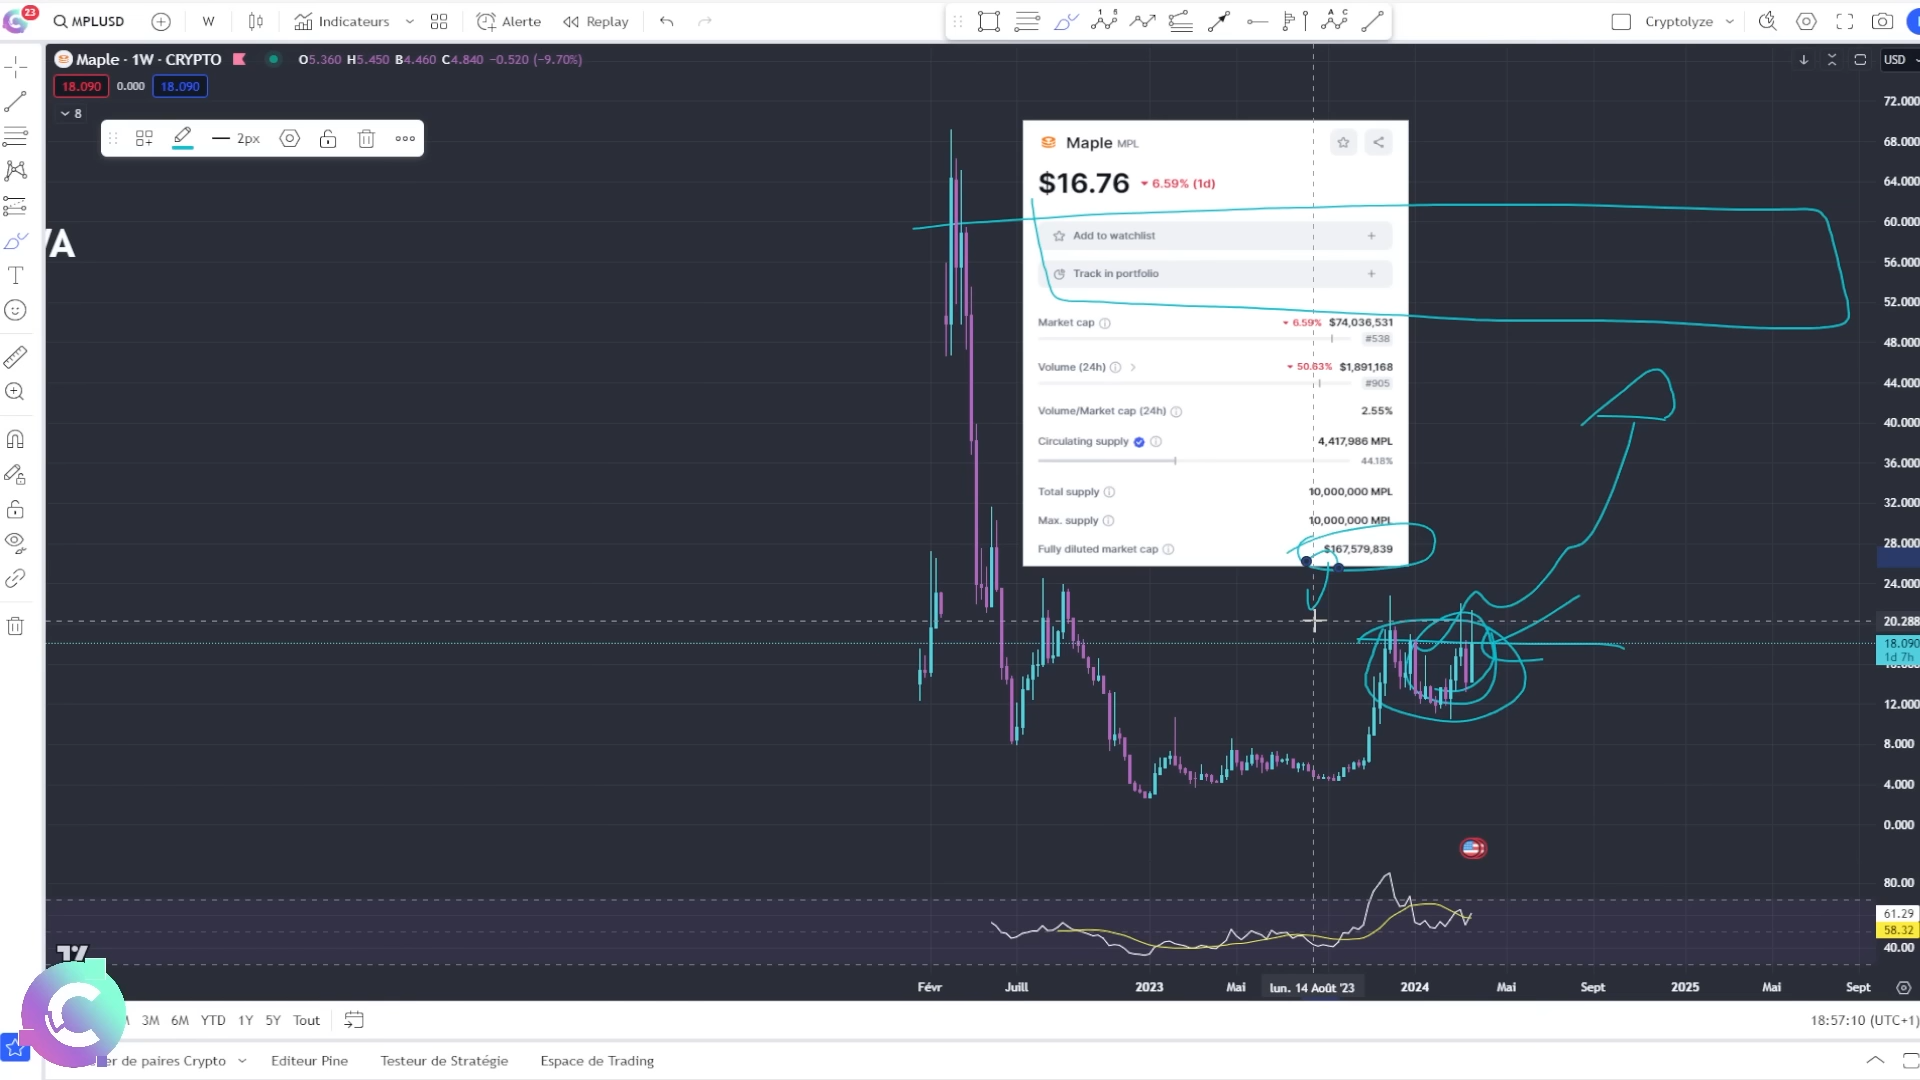 23
MPLUSD
W
Indicateurs
Alerte
Replay
1 5
A C
Cryptolyze
Maple · 1W · CRYPTO
O5.360 H5.450 B4.460 C4.840 −0.520 (−9.70%)
USD
18.090 0.000 18.090
8
2px
72.000
68.000
64.000
60.000
56.000
52.000
48.000
44.000
40.000
36.000
32.000
28.000
24.000
20.288
18.090
1d 7h
12.000
8.000
4.000
0.000
Maple MPL
$16.76 6.59% (1d)
Add to watchlist +
Track in portfolio +
Market cap 6.59% $74,036,531
#538
Volume (24h) 50.63% $1,891,168
#905
Volume/Market cap (24h) 2.55%
Circulating supply 4,417,986 MPL
44.18%
Total supply 10,000,000 MPL
Max. supply 10,000,000 MPL
Fully diluted market cap $167,579,839
80.00
61.29
58.32
40.00
Févr Juill 2023 Mai lun. 14 Août '23 2024 Mai Sept 2025 Mai Sept
3M 6M YTD 1Y 5Y Tout
18:57:10 (UTC+1)
de paires Crypto
Editeur Pine
Testeur de Stratégie
Espace de Trading